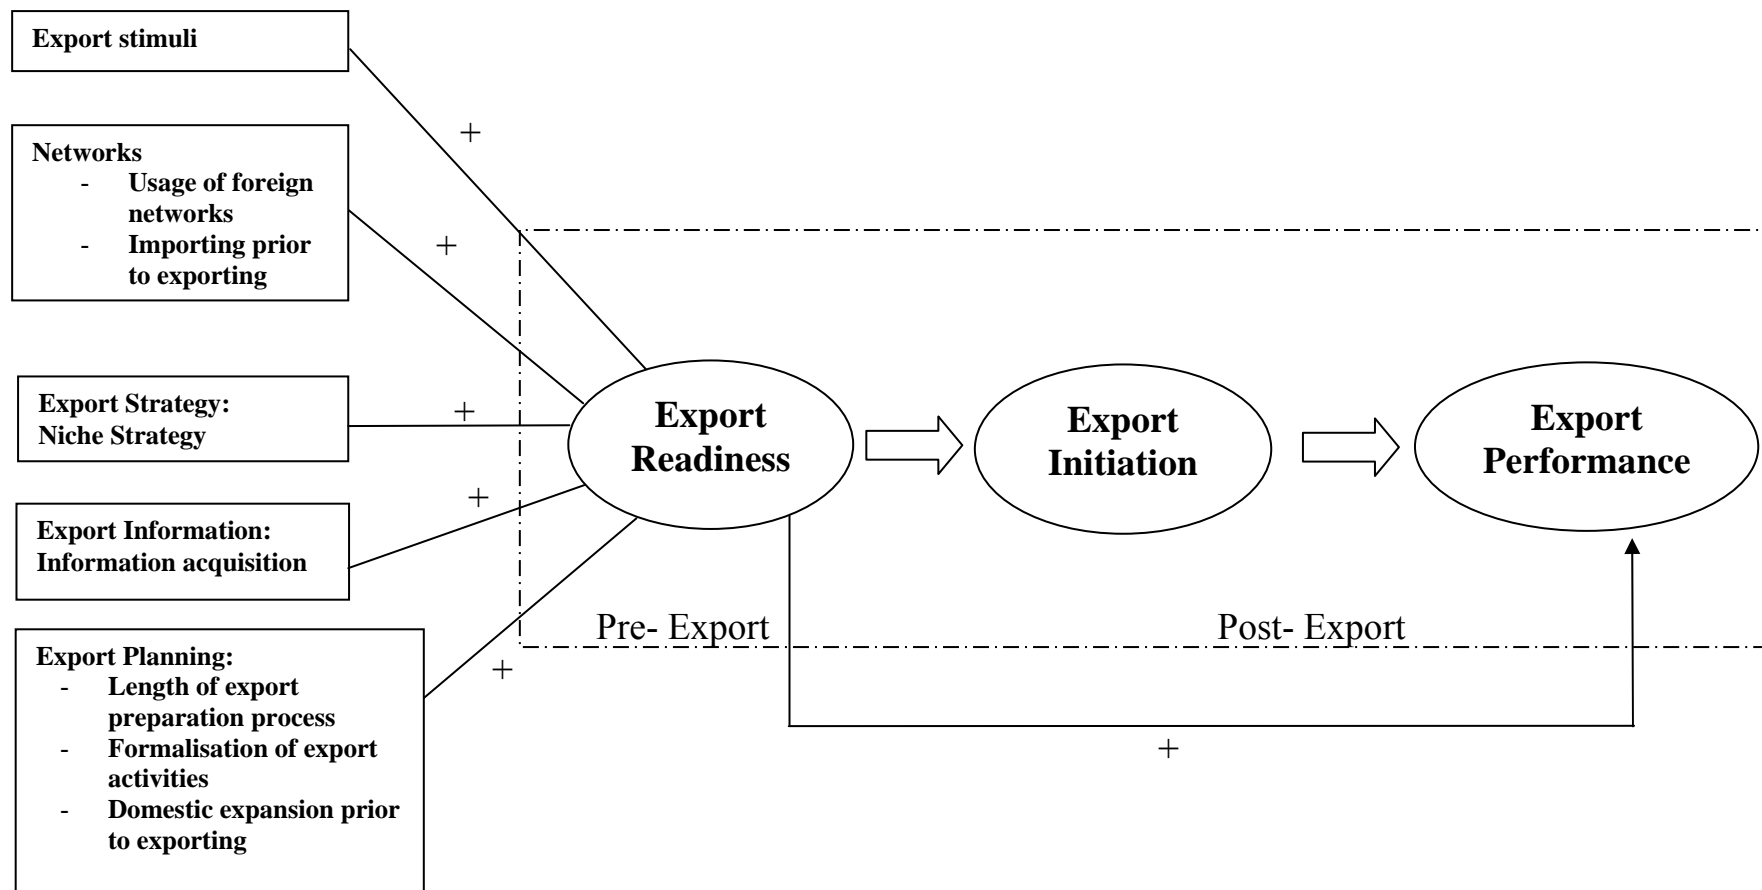 Export stimuli
+
Networks
- Usage of foreign
networks
- Importing prior
to exporting
+
Export Strategy:
Niche Strategy
+
Export Information:
Information acquisition
+
Export Planning:
- Length of export
preparation process
- Formalisation of export
activities
- Domestic expansion prior
to exporting
+
Export
Readiness
Export
Initiation
Export
Performance
Pre- Export
Post- Export
+